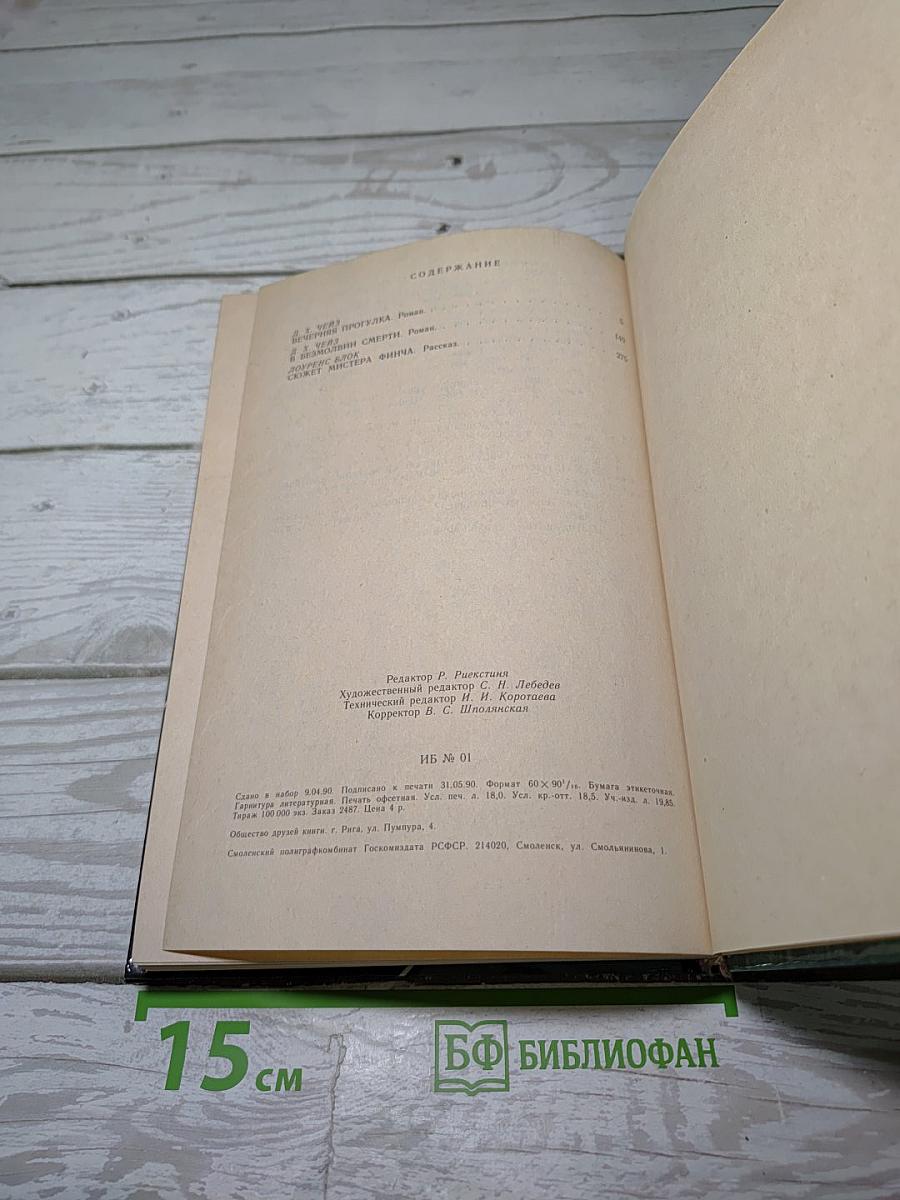 СОДЕРЖАНИЕ
Д. Х. ЧЕЙЗ
ВЕЧЕРНЯЯ ПРОГУЛКА. Роман. 5
Д. Х. ЧЕЙЗ
В БЕЗМОЛВИИ СМЕРТИ. Роман. 149
ЛОУРЕНС БЛОК
СЮЖЕТ МИСТЕРА ФИНЧА. Рассказ. 275
Редактор Р. Риекстиня
Художественный редактор С. Н. Лебедев
Технический редактор И. И. Коротаева
Корректор В. С. Шполянская
ИБ № 01
Сдано в набор 9.04.90. Подписано к печати 31.05.90. Формат 60×90¹/₁₆. Бумага этикеточная.
Гарнитура литературная. Печать офсетная. Усл. печ. л. 18,0. Усл. кр.-отт. 18,5. Уч.-изд. л. 19,85.
Тираж 100 000 экз. Заказ 2487. Цена 4 р.
Общество друзей книги. г. Рига, ул. Пумпура, 4.
Смоленский полиграфкомбинат Госкомиздата РСФСР. 214020, Смоленск, ул. Смольянинова, 1.
15 см БФ БИБЛИОФАН